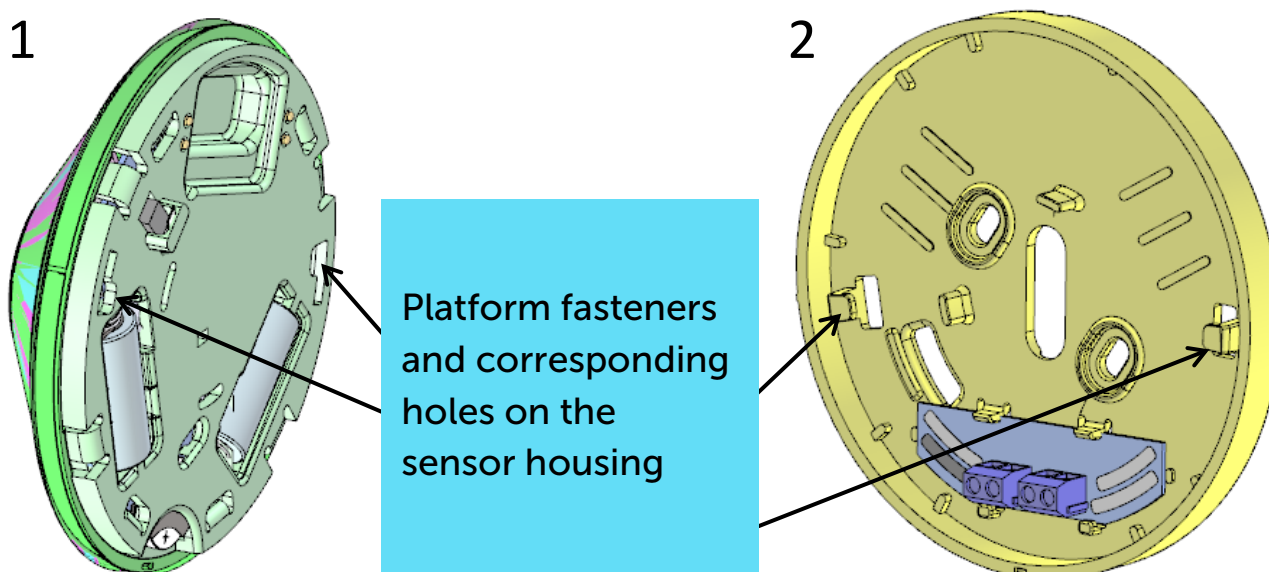 1
2
Platform fasteners
and corresponding
holes on the
sensor housing